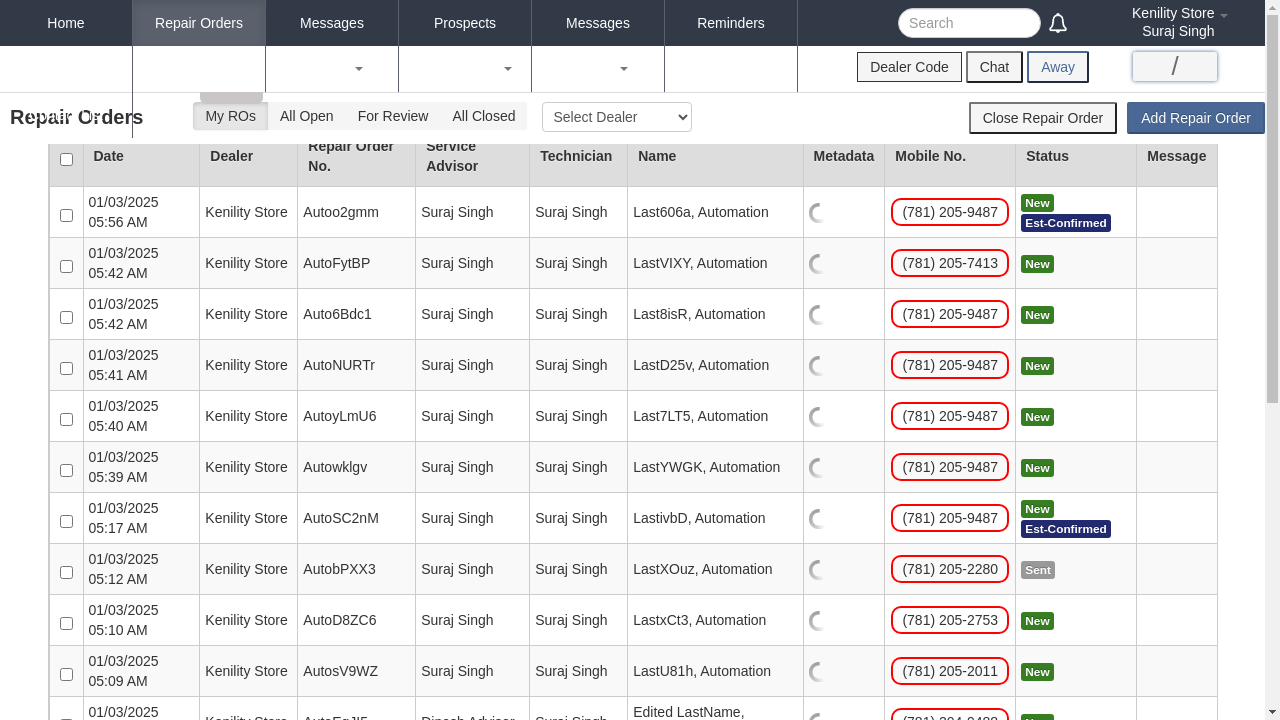 Home
Repair Orders
Messages
Prospects
Messages
Reminders
Search
Kenility Store
Suraj Singh
Dealer Code
Chat
Away
/
Repair Orders
My ROs
All Open
For Review
All Closed
Select Dealer
Close Repair Order
Add Repair Order
Date
Dealer
Repair Order No.
Service Advisor
Technician
Name
Metadata
Mobile No.
Status
Message
01/03/2025 05:56 AM
Kenility Store
Autoo2gmm
Suraj Singh
Suraj Singh
Last606a, Automation
(781) 205-9487
New
Est-Confirmed
01/03/2025 05:42 AM
Kenility Store
AutoFytBP
Suraj Singh
Suraj Singh
LastVIXY, Automation
(781) 205-7413
New
01/03/2025 05:42 AM
Kenility Store
Auto6Bdc1
Suraj Singh
Suraj Singh
Last8isR, Automation
(781) 205-9487
New
01/03/2025 05:41 AM
Kenility Store
AutoNURTr
Suraj Singh
Suraj Singh
LastD25v, Automation
(781) 205-9487
New
01/03/2025 05:40 AM
Kenility Store
AutoyLmU6
Suraj Singh
Suraj Singh
Last7LT5, Automation
(781) 205-9487
New
01/03/2025 05:39 AM
Kenility Store
Autowklgv
Suraj Singh
Suraj Singh
LastYWGK, Automation
(781) 205-9487
New
01/03/2025 05:17 AM
Kenility Store
AutoSC2nM
Suraj Singh
Suraj Singh
LastivbD, Automation
(781) 205-9487
New
Est-Confirmed
01/03/2025 05:12 AM
Kenility Store
AutobPXX3
Suraj Singh
Suraj Singh
LastXOuz, Automation
(781) 205-2280
Sent
01/03/2025 05:10 AM
Kenility Store
AutoD8ZC6
Suraj Singh
Suraj Singh
LastxCt3, Automation
(781) 205-2753
New
01/03/2025 05:09 AM
Kenility Store
AutosV9WZ
Suraj Singh
Suraj Singh
LastU81h, Automation
(781) 205-2011
New
01/03/2025
Kenility Store
Suraj Singh
Edited LastName,
New